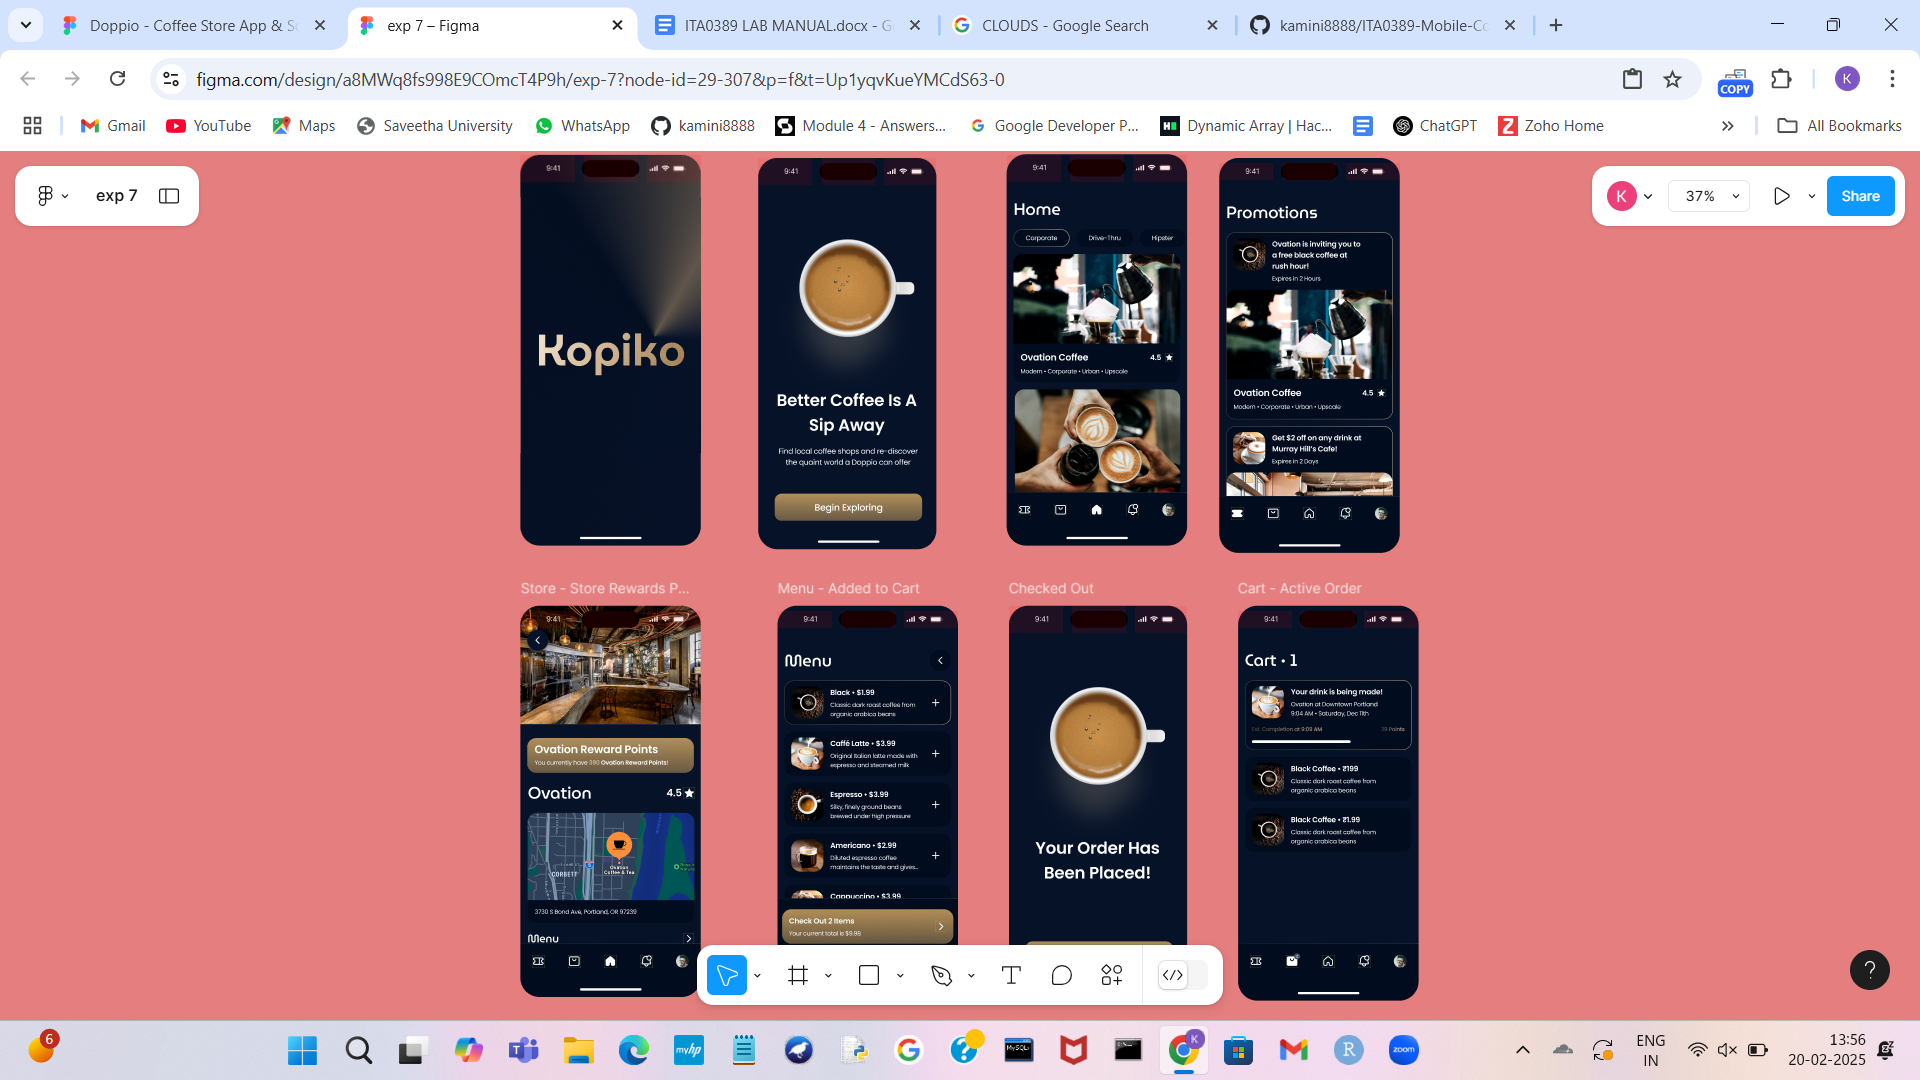 Doppio - Coffee Store App & Sc
exp 7 – Figma
ITA0389 LAB MANUAL.docx - G
CLOUDS - Google Search
kamini8888/ITA0389-Mobile-Co
figma.com/design/a8MWq8fs998E9COmcT4P9h/exp-7?node-id=29-307&p=f&t=Up1yqvKueYMCdS63-0
COPY
K
Gmail
YouTube
Maps
Saveetha University
WhatsApp
kamini8888
Module 4 - Answers...
Google Developer P...
Dynamic Array | Hac...
ChatGPT
Zoho Home
All Bookmarks
exp 7
K
37%
Share
9:41
Kopiko
9:41
Better Coffee Is A
Sip Away
Find local coffee shops and re-discover
the quaint world a Doppio can offer
Begin Exploring
9:41
Home
Corporate
Drive-Thru
Hipster
Ovation Coffee
4.5
Modern • Corporate • Urban • Upscale
9:41
Promotions
Ovation is inviting you to
a free black coffee at
rush hour!
Expires in 2 Hours
Ovation Coffee
4.5
Modern • Corporate • Urban • Upscale
Get $2 off on any drink at
Murray Hill's Cafe!
Expires in 2 Days
Store - Store Rewards P...
9:41
Ovation Reward Points
You currently have 390 Ovation Reward Points!
Ovation
4.5
CORBETT
Ovation
Coffee & Tea
3730 S Bond Ave, Portland, OR 97239
Menu
Menu - Added to Cart
9:41
Menu
Black • $1.99
Classic dark roast coffee from
organic arabica beans
Caffé Latte • $3.99
Original Italian latte made with
espresso and steamed milk
Espresso • $3.99
Silky, finely ground beans
brewed under high pressure
Americano • $2.99
Diluted espresso coffee
maintains the taste and gives...
Cappuccino • $3.99
Check Out 2 Items
Your current total is $9.98
Checked Out
9:41
Your Order Has
Been Placed!
Cart - Active Order
9:41
Cart • 1
Your drink is being made!
Ovation at Downtown Portland
9:04 AM • Saturday, Dec 11th
Est. Completion at 9:09 AM
Points
Black Coffee • ₹199
Classic dark roast coffee from
organic arabica beans
Black Coffee • ₹1.99
Classic dark roast coffee from
organic arabica beans
?
6
myhp
MySQL
K
R
zoom
ENG
IN
13:56
20-02-2025